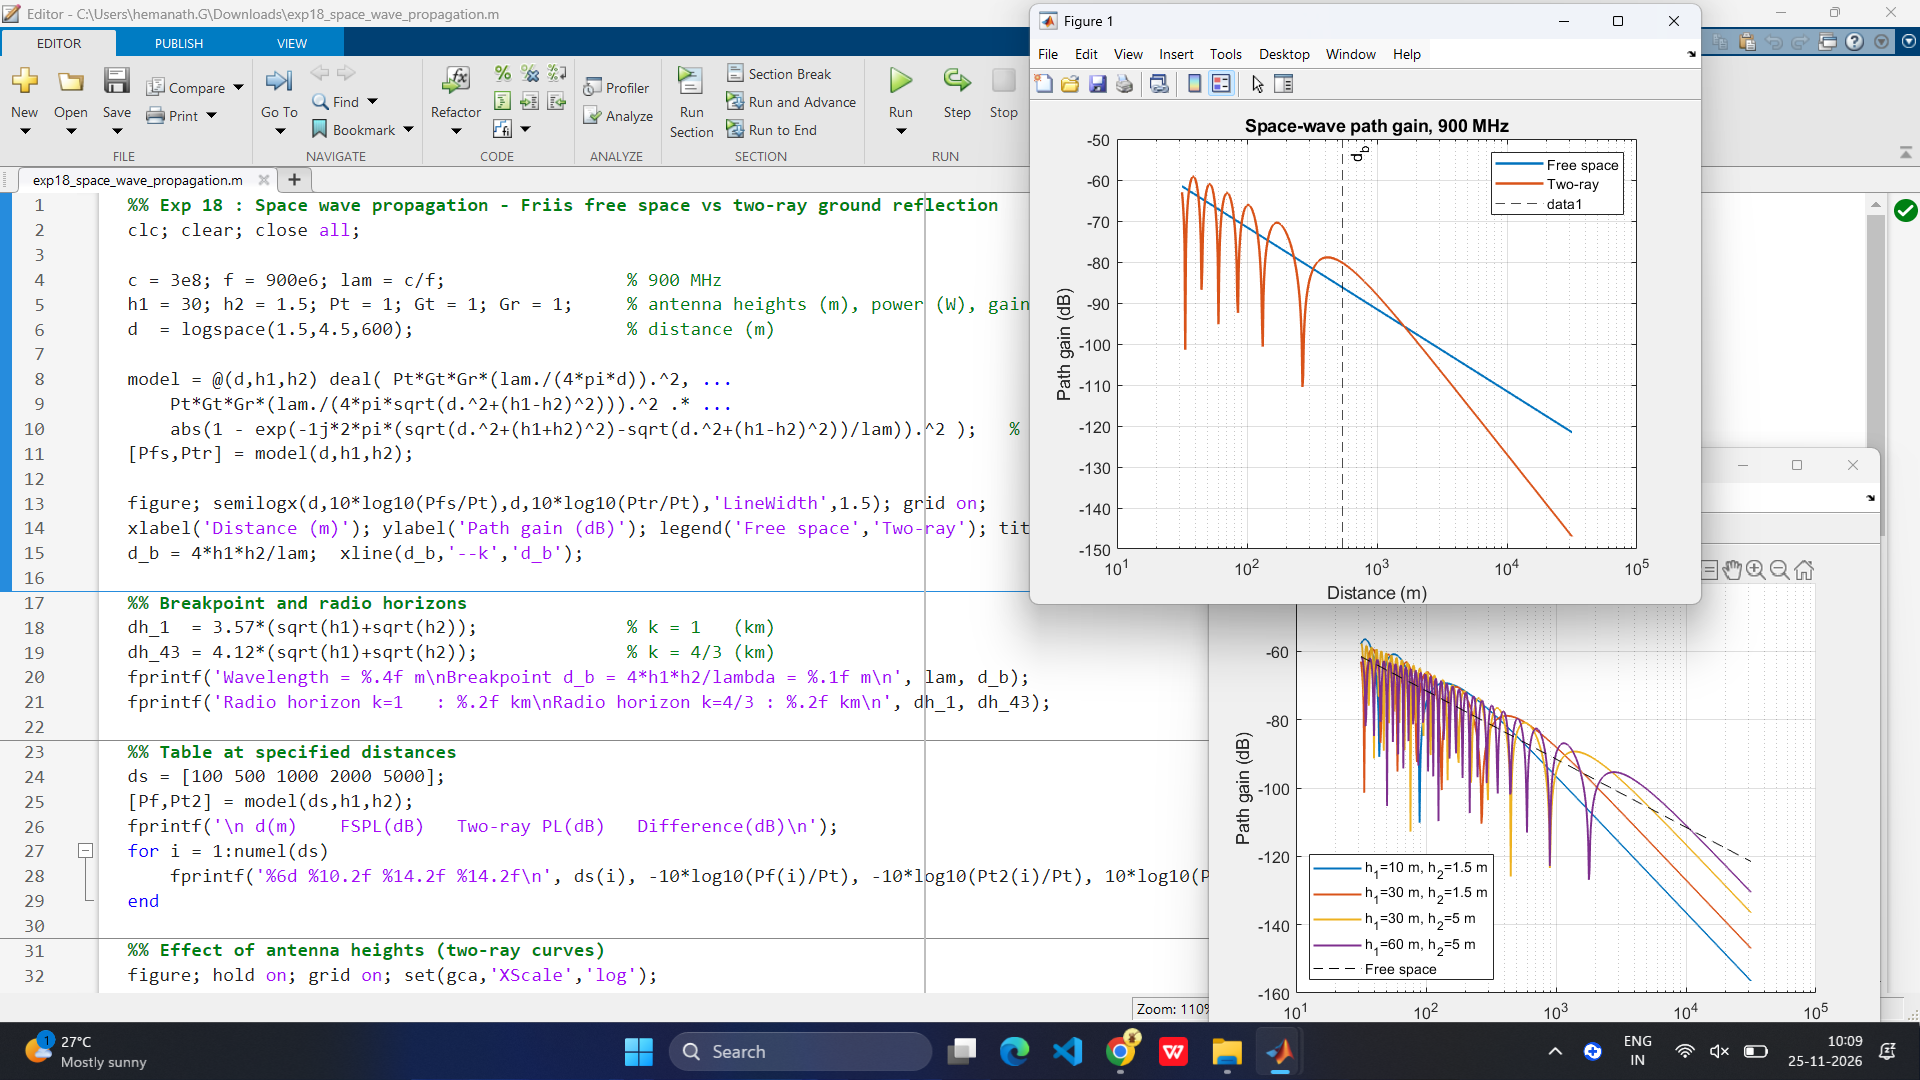 Editor - C:\Users\hemanath.G\Downloads\exp18_space_wave_propagation.m
EDITOR
PUBLISH
VIEW
New
Open
Save
Compare
Print
FILE
Go To
Find
Bookmark
NAVIGATE
Refactor
CODE
Profiler
Analyze
ANALYZE
Run
Section
Section Break
Run and Advance
Run to End
SECTION
Run
Step
Stop
RUN
exp18_space_wave_propagation.m
1 %% Exp 18 : Space wave propagation - Friis free space vs two-ray ground reflection
2 clc; clear; close all;
3
4 c = 3e8; f = 900e6; lam = c/f; % 900 MHz
5 h1 = 30; h2 = 1.5; Pt = 1; Gt = 1; Gr = 1; % antenna heights (m), power (W), gain
6 d  = logspace(1.5,4.5,600); % distance (m)
7
8 model = @(d,h1,h2) deal( Pt*Gt*Gr*(lam./(4*pi*d)).^2, ...
9 Pt*Gt*Gr*(lam./(4*pi*sqrt(d.^2+(h1-h2)^2))).^2 .* ...
10 abs(1 - exp(-1j*2*pi*(sqrt(d.^2+(h1+h2)^2)-sqrt(d.^2+(h1-h2)^2))/lam)).^2 ); %
11 [Pfs,Ptr] = model(d,h1,h2);
12
13 figure; semilogx(d,10*log10(Pfs/Pt),d,10*log10(Ptr/Pt),'LineWidth',1.5); grid on;
14 xlabel('Distance (m)'); ylabel('Path gain (dB)'); legend('Free space','Two-ray'); tit
15 d_b = 4*h1*h2/lam;  xline(d_b,'--k','d_b');
16
17 %% Breakpoint and radio horizons
18 dh_1  = 3.57*(sqrt(h1)+sqrt(h2)); % k = 1   (km)
19 dh_43 = 4.12*(sqrt(h1)+sqrt(h2)); % k = 4/3 (km)
20 fprintf('Wavelength = %.4f m\nBreakpoint d_b = 4*h1*h2/lambda = %.1f m\n', lam, d_b);
21 fprintf('Radio horizon k=1   : %.2f km\nRadio horizon k=4/3 : %.2f km\n', dh_1, dh_43);
22
23 %% Table at specified distances
24 ds = [100 500 1000 2000 5000];
25 [Pf,Pt2] = model(ds,h1,h2);
26 fprintf('\n d(m)    FSPL(dB)   Two-ray PL(dB)   Difference(dB)\n');
27 for i = 1:numel(ds)
28 fprintf('%6d %10.2f %14.2f %14.2f\n', ds(i), -10*log10(Pf(i)/Pt), -10*log10(Pt2(i)/Pt), 10*log10(P
29 end
30
31 %% Effect of antenna heights (two-ray curves)
32 figure; hold on; grid on; set(gca,'XScale','log');
Zoom: 110%
Figure 1
File Edit View Insert Tools Desktop Window Help
Space-wave path gain, 900 MHz
-50
-60
-70
-80
-90
-100
-110
-120
-130
-140
-150
Path gain (dB)
d_b
Free space
Two-ray
data1
10^1 10^2 10^3 10^4 10^5
Distance (m)
-60
-80
-100
-120
-140
-160
Path gain (dB)
h_1=10 m, h_2=1.5 m
h_1=30 m, h_2=1.5 m
h_1=30 m, h_2=5 m
h_1=60 m, h_2=5 m
Free space
10^1 10^2 10^3 10^4 10^5
1
27°C
Mostly sunny
Search
ENG
IN
10:09
25-11-2026